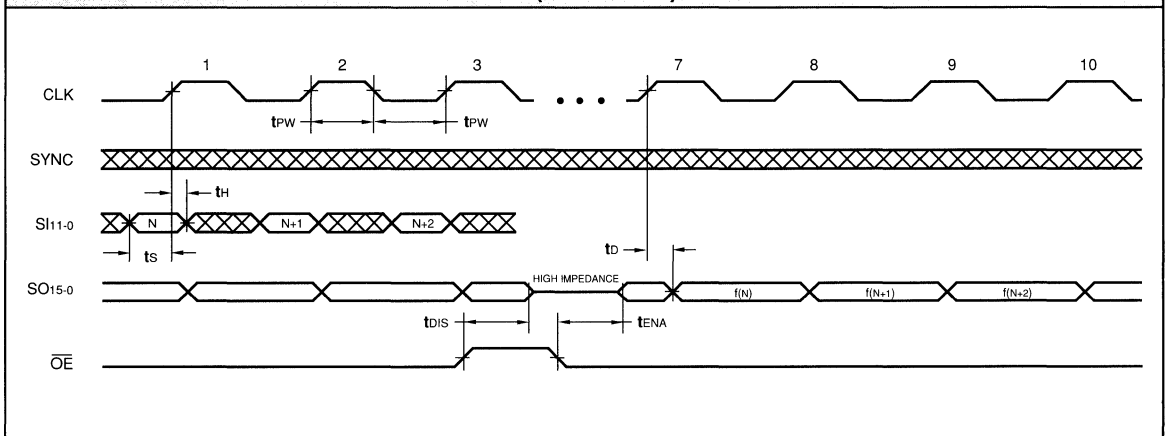 1 2 3 7 8 9 10
CLK
tPW tPW
SYNC
tH
SI11-0 N N+1 N+2
tS tD
HIGH IMPEDANCE
SO15-0 f(N) f(N+1) f(N+2)
tDIS tENA
OE